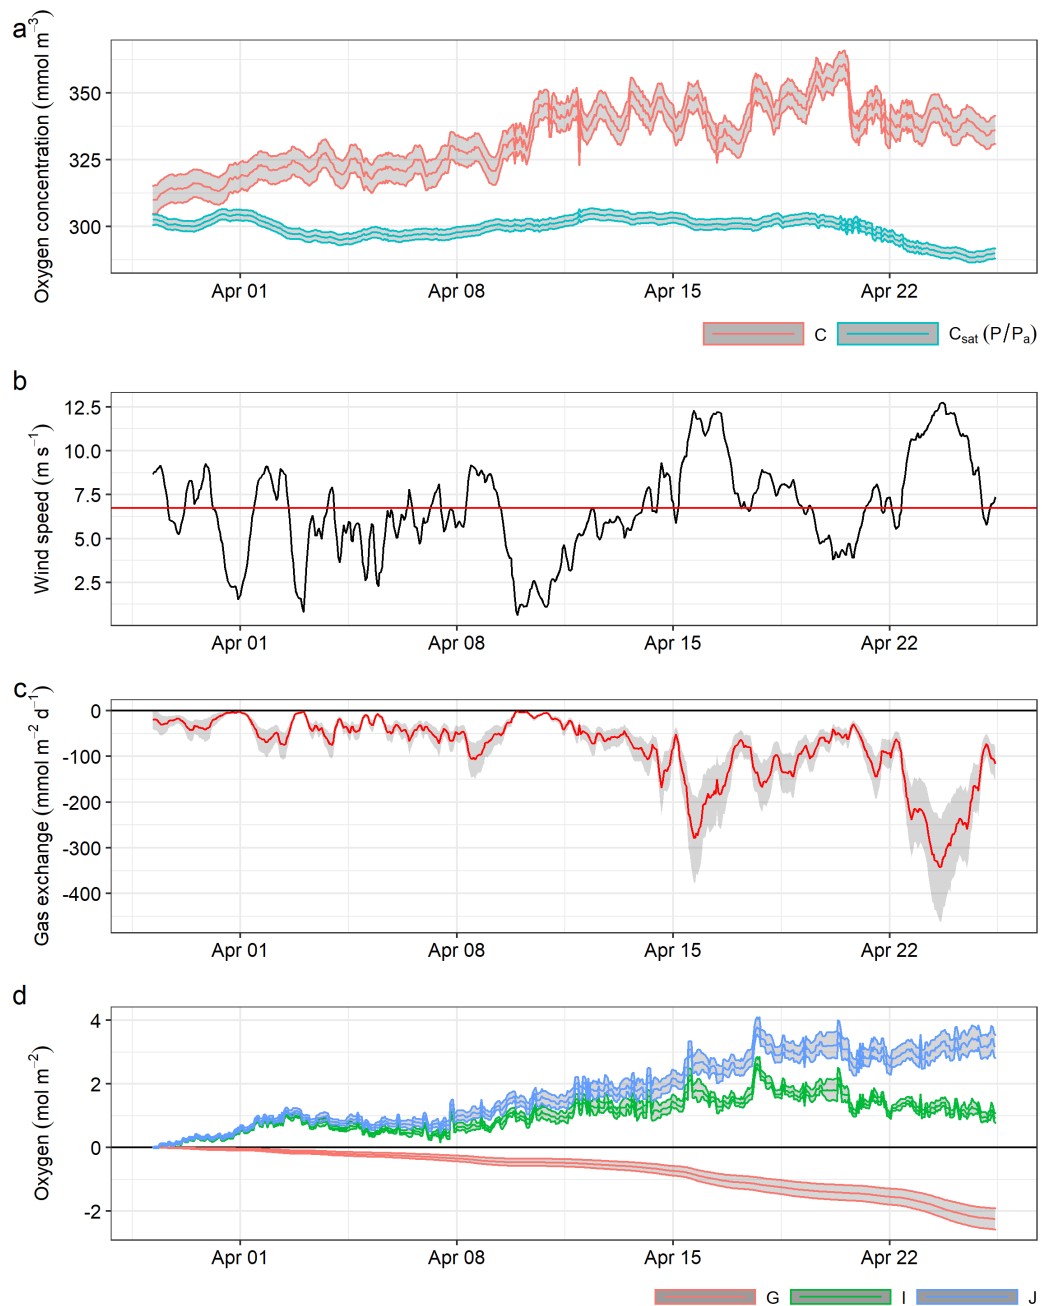 a
Oxygen concentration (mmol m⁻³)
350
325
300
Apr 01 Apr 08 Apr 15 Apr 22
C C_sat (P/P_a)
b
Wind speed (m s⁻¹)
12.5
10.0
7.5
5.0
2.5
Apr 01 Apr 08 Apr 15 Apr 22
c
Gas exchange (mmol m⁻² d⁻¹)
0
-100
-200
-300
-400
Apr 01 Apr 08 Apr 15 Apr 22
d
Oxygen (mol m⁻²)
4
2
0
-2
Apr 01 Apr 08 Apr 15 Apr 22
G I J